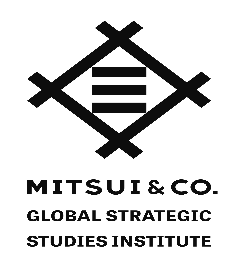 MITSUI & CO.
GLOBAL STRATEGIC
STUDIES INSTITUTE